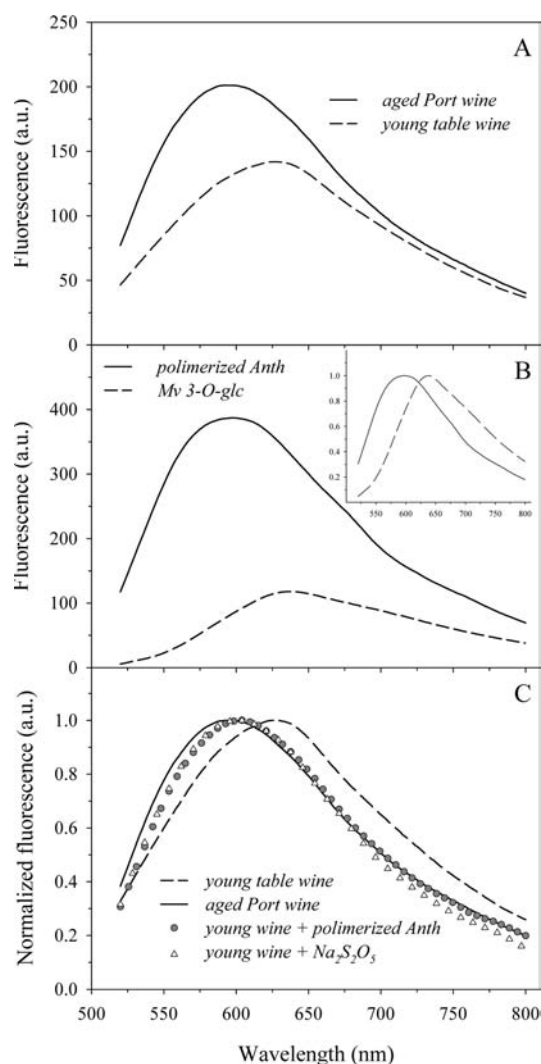 250
A
200
aged Port wine
young table wine
150
100
50
0
Fluorescence (a.u.)
polimerized Anth
B
Mv 3-O-glc
400
300
200
100
0
Fluorescence (a.u.)
1.0
0.8
0.6
0.4
0.2
550 600 650 700 750 800
C
1.0
0.8
0.6
0.4
0.2
0.0
Normalized fluorescence (a.u.)
young table wine
aged Port wine
young wine + polimerized Anth
young wine + Na₂S₂O₅
500 550 600 650 700 750 800
Wavelength (nm)